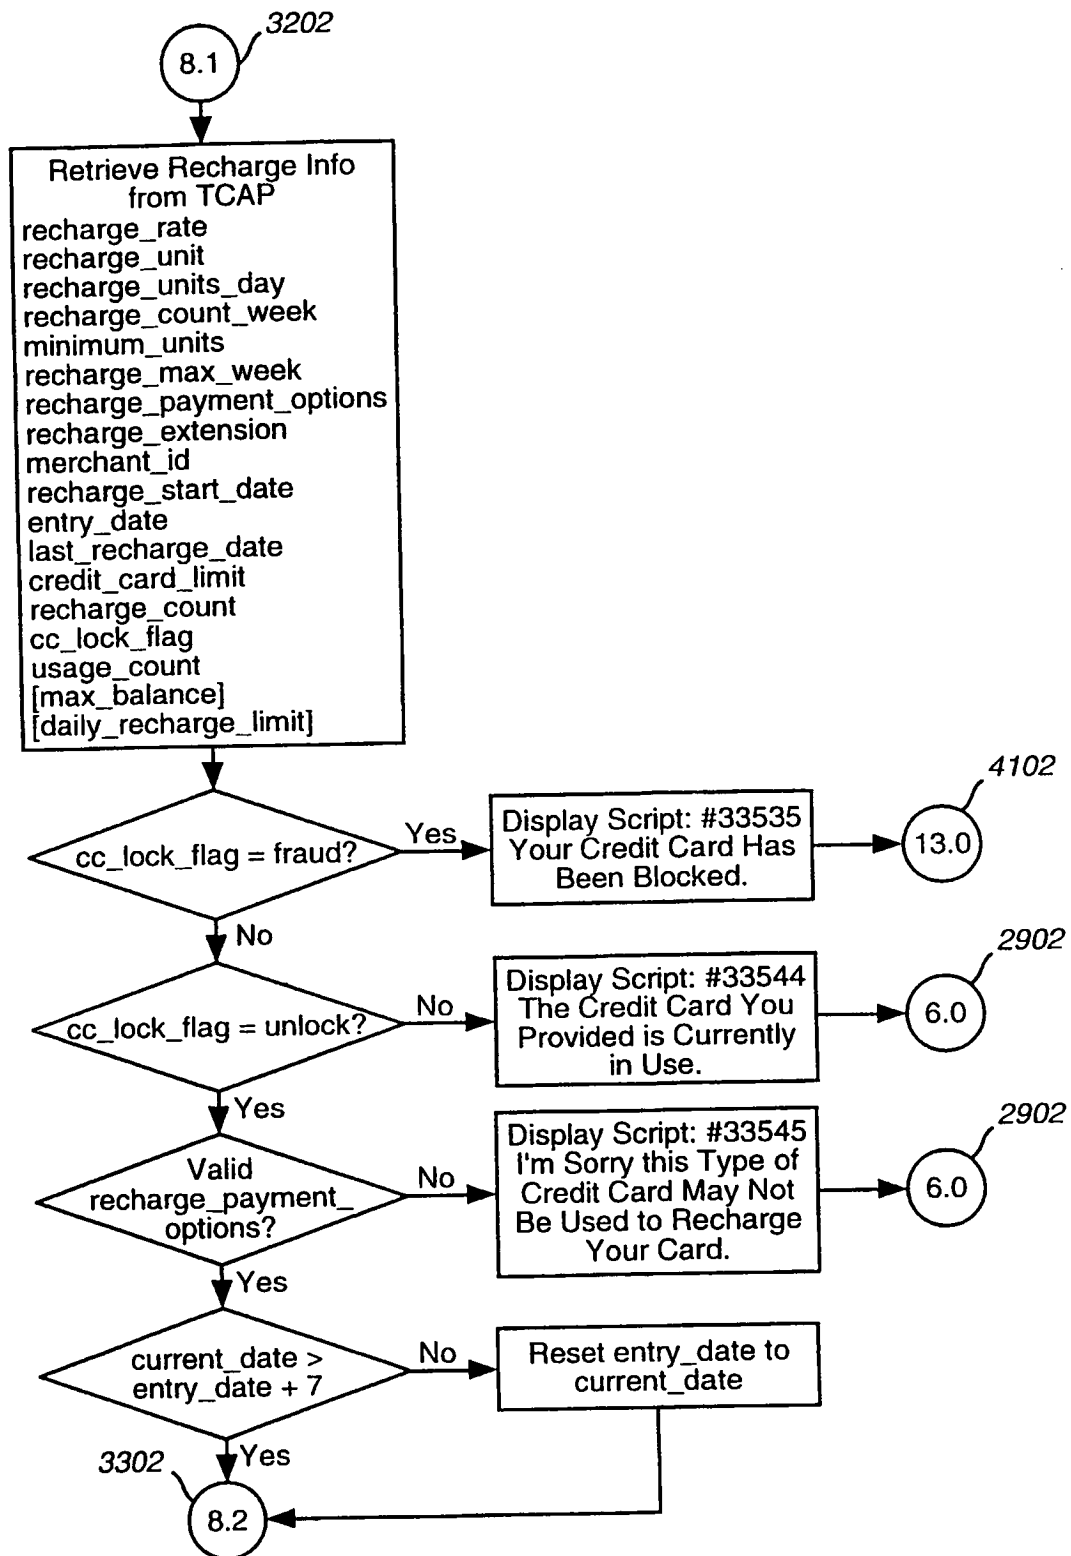 3202
8.1
Retrieve Recharge Info
from TCAP
recharge_rate
recharge_unit
recharge_units_day
recharge_count_week
minimum_units
recharge_max_week
recharge_payment_options
recharge_extension
merchant_id
recharge_start_date
entry_date
last_recharge_date
credit_card_limit
recharge_count
cc_lock_flag
usage_count
[max_balance]
[daily_recharge_limit]
cc_lock_flag = fraud?
Yes
Display Script: #33535
Your Credit Card Has
Been Blocked.
4102
13.0
No
cc_lock_flag = unlock?
No
Display Script: #33544
The Credit Card You
Provided is Currently
in Use.
2902
6.0
Yes
Valid
recharge_payment_
options?
No
Display Script: #33545
I'm Sorry this Type of
Credit Card May Not
Be Used to Recharge
Your Card.
2902
6.0
Yes
current_date >
entry_date + 7
No
Reset entry_date to
current_date
Yes
3302
8.2